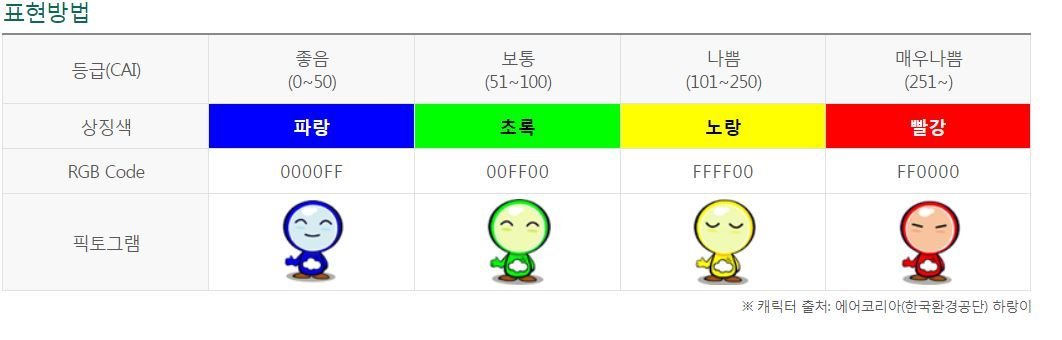 표현방법
등급(CAI) 좋음 (0~50) 보통 (51~100) 나쁨 (101~250) 매우나쁨 (251~)
상징색 파랑 초록 노랑 빨강
RGB Code 0000FF 00FF00 FFFF00 FF0000
픽토그램
※ 캐릭터 출처: 에어코리아(한국환경공단) 하랑이